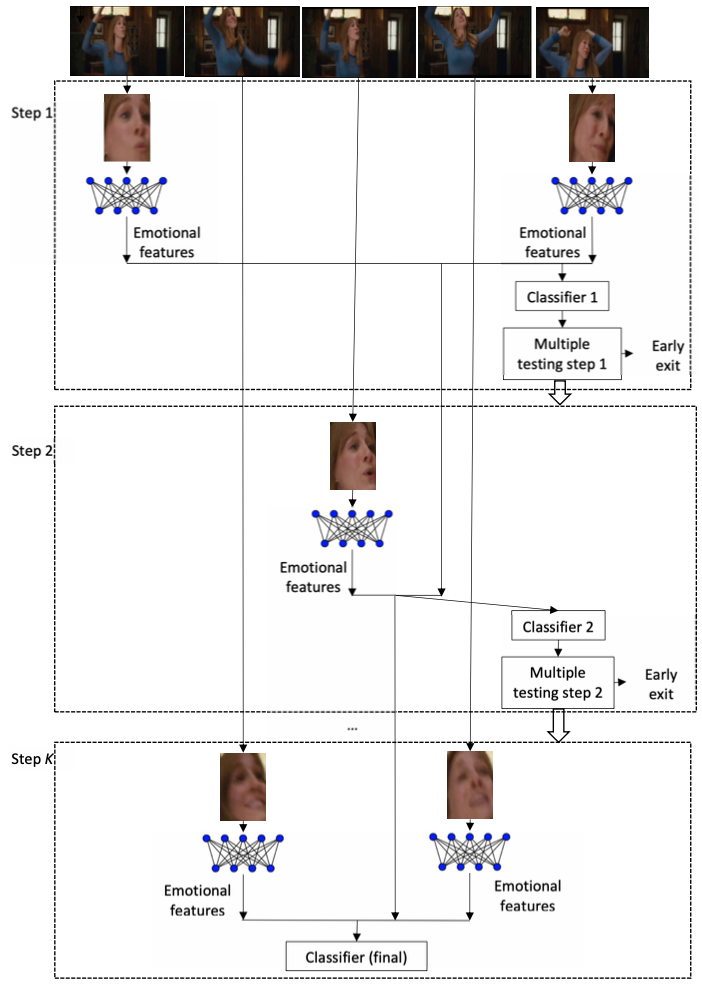 Step 1
Emotional
features
Emotional
features
Classifier 1
Multiple
testing step 1
Early
exit
Step 2
Emotional
features
Classifier 2
Multiple
testing step 2
Early
exit
...
Step K
Emotional
features
Emotional
features
Classifier (final)